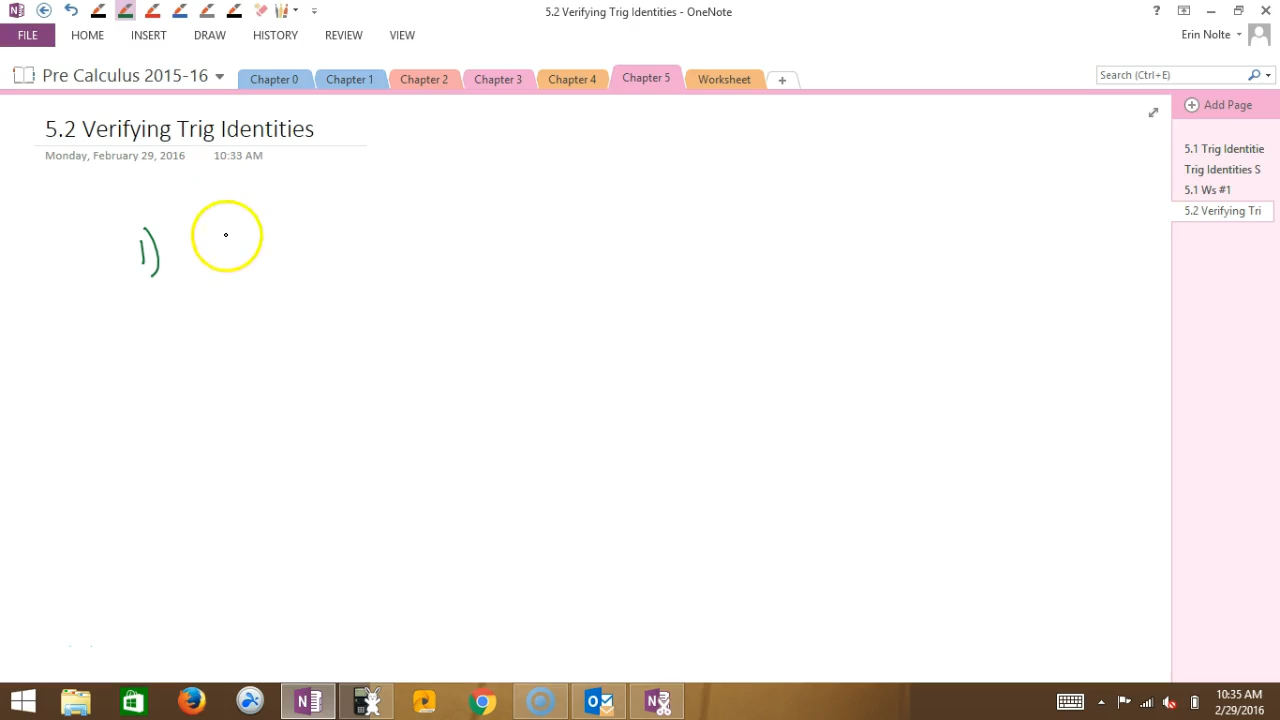 5.2 Verifying Trig Identities - OneNote
?
Erin Nolte
FILE HOME INSERT DRAW HISTORY REVIEW VIEW
Pre Calculus 2015-16
Chapter 0 Chapter 1 Chapter 2 Chapter 3 Chapter 4 Chapter 5 Worksheet +
Search (Ctrl+E)
Add Page
5.2 Verifying Trig Identities
Monday, February 29, 2016 10:33 AM
5.1 Trig Identitie
Trig Identities S
5.1 Ws #1
5.2 Verifying Tri
1)
10:35 AM
2/29/2016